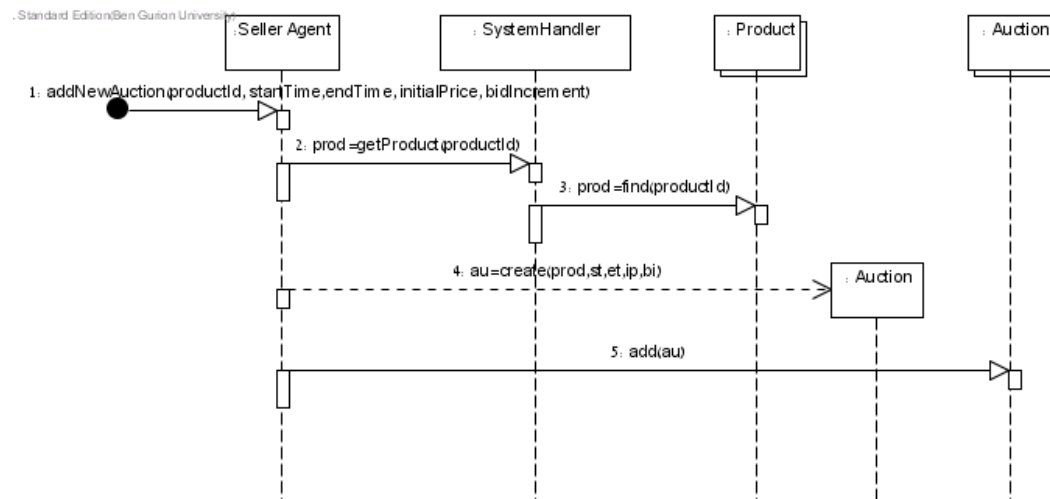 .Standard Edition(Ben Gurion University)
:Seller Agent
: SystemHandler
: Product
: Auction
1: addNewAuction(productId, startTime,endTime, initialPrice, bidIncrement)
2: prod=getProduct(productId)
3: prod=find(productId)
4: au=create(prod,st,et,ip,bi)
: Auction
5: add(au)